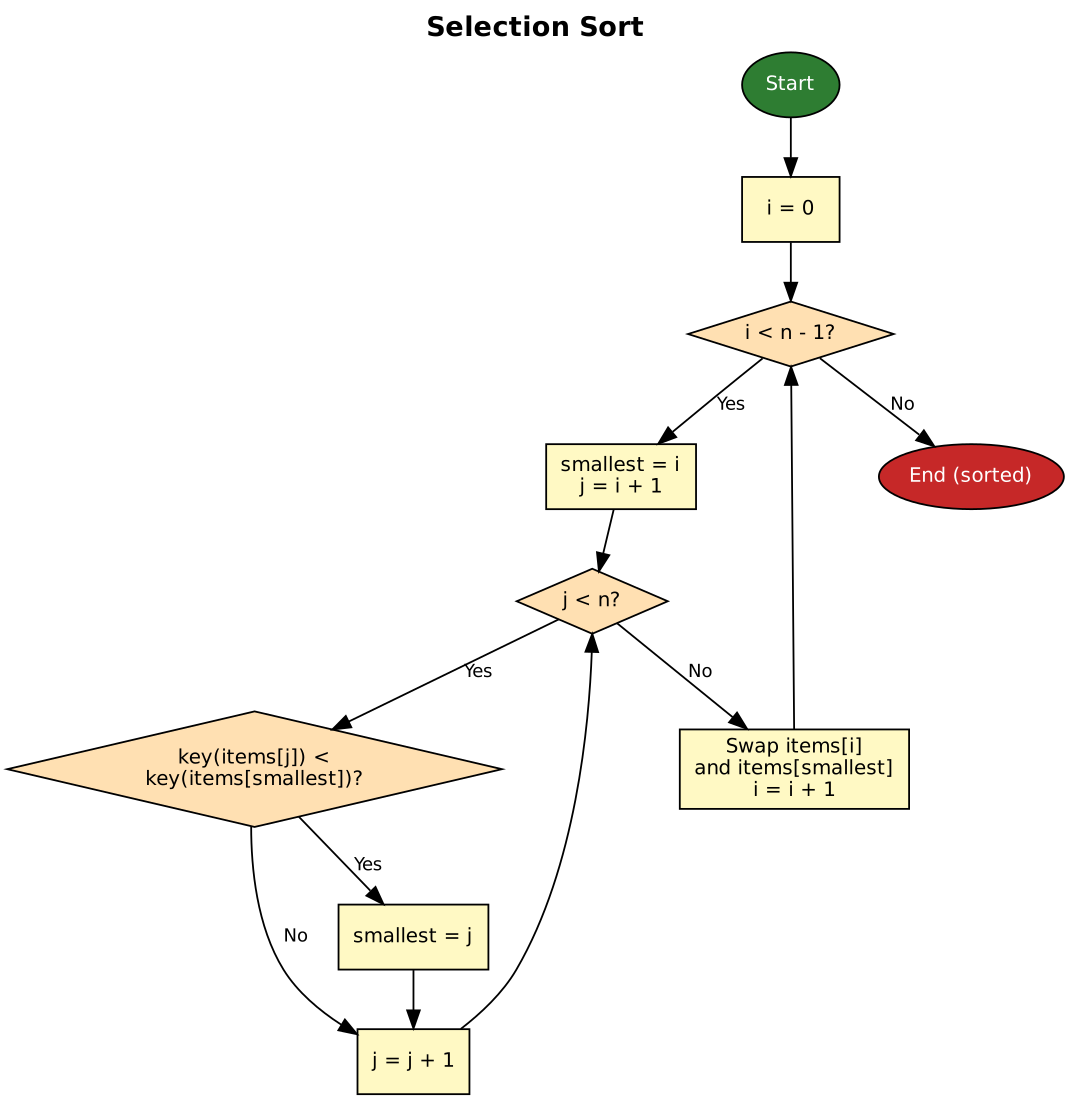 Selection Sort
Start
i = 0
i < n - 1?
Yes
No
smallest = i
j = i + 1
End (sorted)
j < n?
Yes
No
key(items[j]) <
key(items[smallest])?
Swap items[i]
and items[smallest]
i = i + 1
Yes
No
smallest = j
j = j + 1